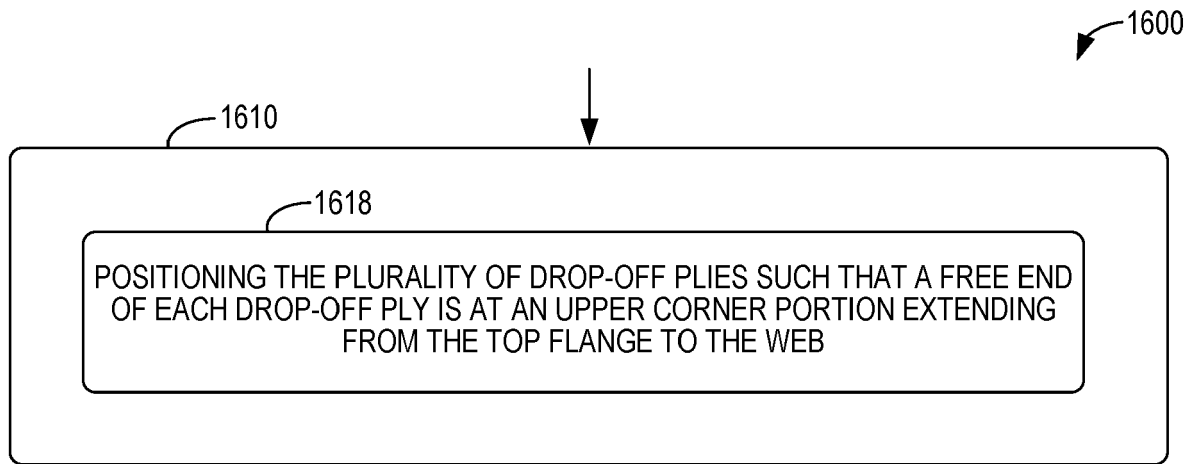 1600
1610
1618
POSITIONING THE PLURALITY OF DROP-OFF PLIES SUCH THAT A FREE END
OF EACH DROP-OFF PLY IS AT AN UPPER CORNER PORTION EXTENDING
FROM THE TOP FLANGE TO THE WEB